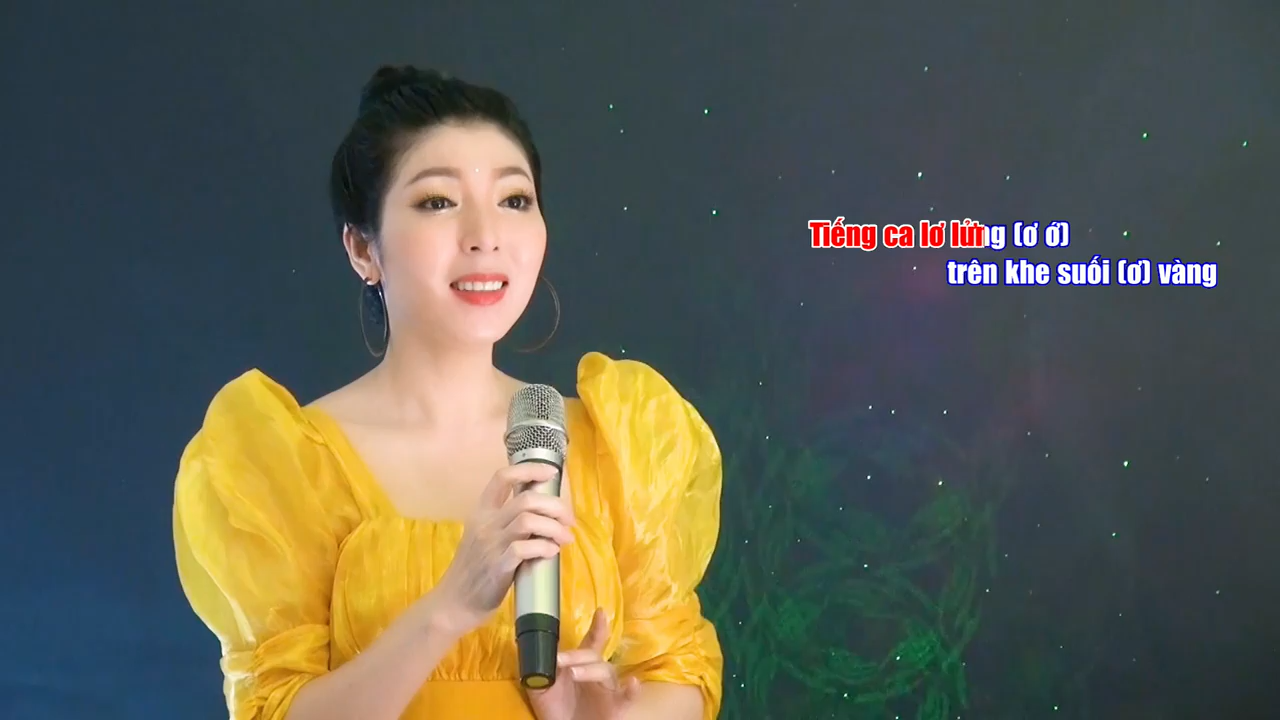 Tiếng ca lơ lửng (ơ ớ)
trên khe suối (ơ) vàng